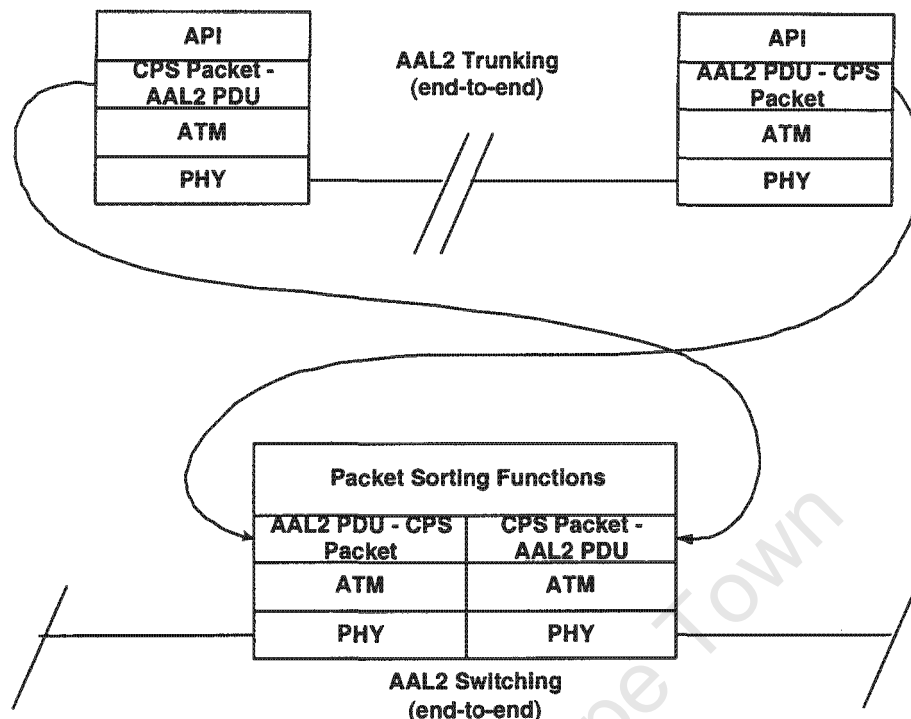 API
CPS Packet -
AAL2 PDU
ATM
PHY
AAL2 Trunking
(end-to-end)
API
AAL2 PDU - CPS
Packet
ATM
PHY
Packet Sorting Functions
AAL2 PDU - CPS
Packet
CPS Packet -
AAL2 PDU
ATM
ATM
PHY
PHY
AAL2 Switching
(end-to-end)
Town